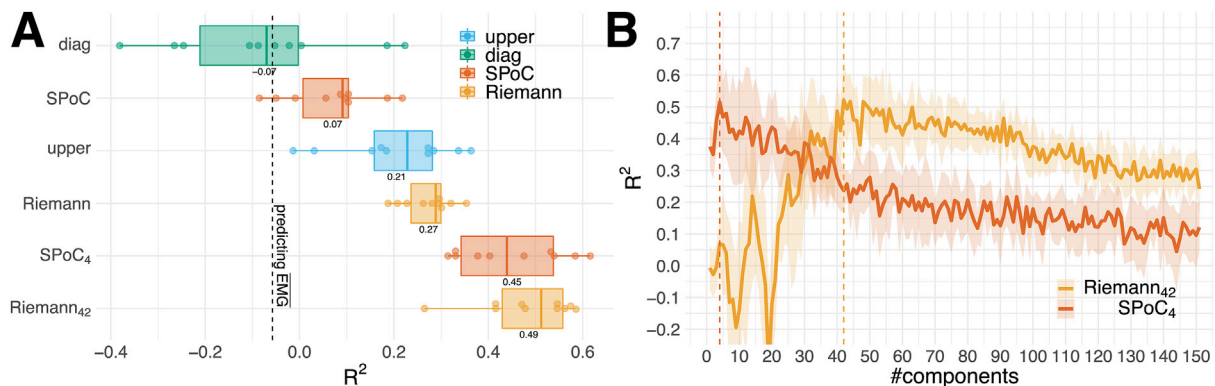 A
diag
SPoC
upper
Riemann
SPoC₄
Riemann₄₂
−0.07
0.07
0.21
0.27
0.45
0.49
predicting EMG
upper
diag
SPoC
Riemann
−0.4
−0.2
0.0
0.2
0.4
0.6
R²
B
R²
0.7
0.6
0.5
0.4
0.3
0.2
0.1
0.0
−0.1
−0.2
Riemann₄₂
SPoC₄
0 10 20 30 40 50 60 70 80 90 100 110 120 130 140 150
#components